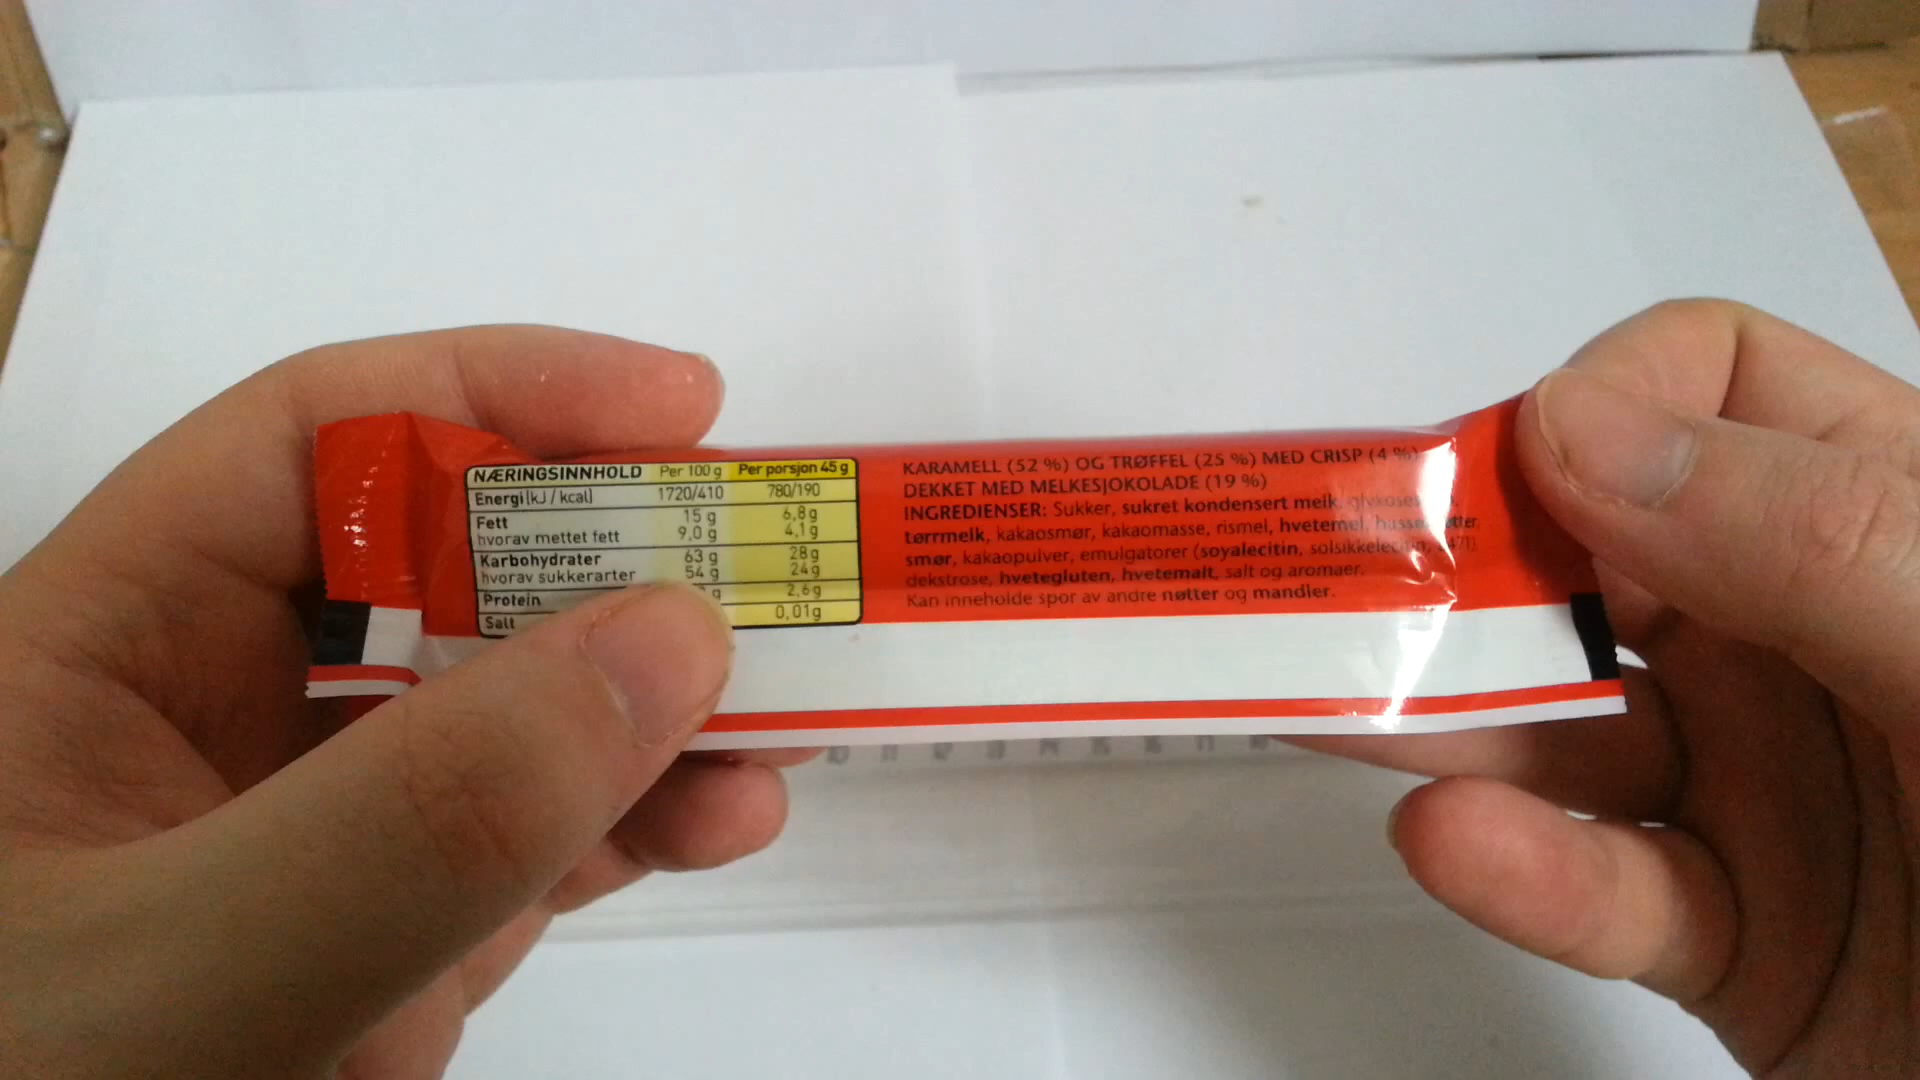 NÆRINGSINNHOLD Per 100 g Per porsjon 45 g
Energi (kJ / kcal) 1720/410 780/190
Fett 15 g 6,8 g
hvorav mettet fett 9,0 g 4,1 g
Karbohydrater 63 g 28 g
hvorav sukkerarter 54 g 24 g
Protein g 2,6 g
Salt 0,01g
KARAMELL (52 %) OG TRØFFEL (25 %) MED CRISP (4 %)
DEKKET MED MELKESJOKOLADE (19 %)
INGREDIENSER: Sukker, sukret kondensert melk,
tørrmelk, kakaosmør, kakaomasse, rismel, hvetemel,
smør, kakaopulver, emulgatorer (soyalecitin, solsikkelecitin,
dekstrose, hvetegluten, hvetemalt, salt og aromaer.
Kan inneholde spor av andre nøtter og mandler.